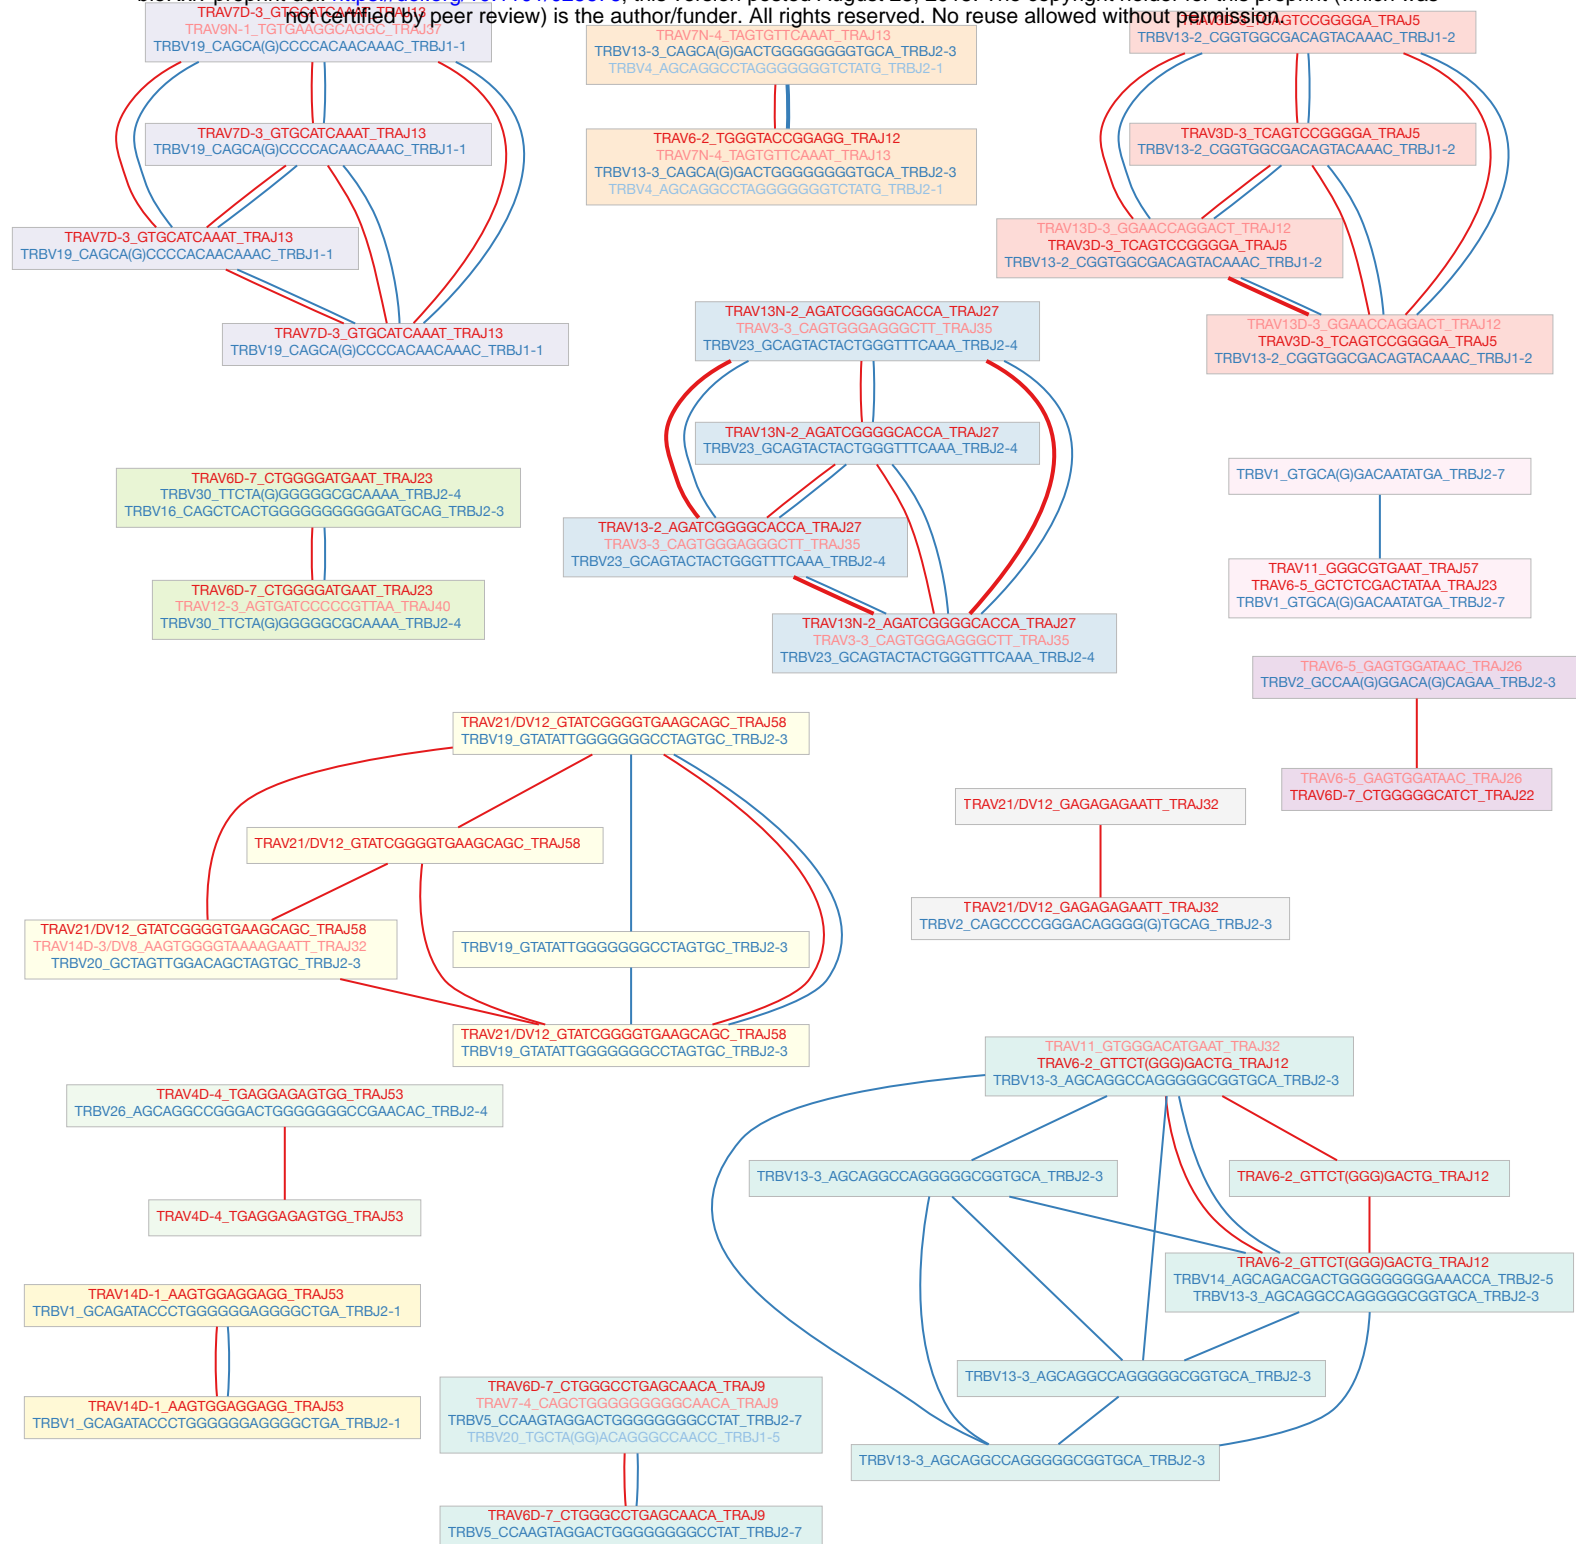 not certified by peer review) is the author/funder. All rights reserved. No reuse allowed without permission.
TRAV7D-3_GTGCATCAAAT_TRAJ13
TRAV9N-1_TGTGAAGGCAGGC_TRAJ37
TRBV19_CAGCA(G)CCCCACAACAAAC_TRBJ1-1
TRAV7N-4_TAGTGTTCAAAT_TRAJ13
TRBV13-3_CAGCA(G)GACTGGGGGGGGTGCA_TRBJ2-3
TRBV4_AGCAGGCCTAGGGGGGGTCTATG_TRBJ2-1
TRAV3D-3_TCAGTCCGGGGA_TRAJ5
TRBV13-2_CGGTGGCGACAGTACAAAC_TRBJ1-2
TRAV7D-3_GTGCATCAAAT_TRAJ13
TRBV19_CAGCA(G)CCCCACAACAAAC_TRBJ1-1
TRAV6-2_TGGGTACCGGAGG_TRAJ12
TRAV7N-4_TAGTGTTCAAAT_TRAJ13
TRBV13-3_CAGCA(G)GACTGGGGGGGGTGCA_TRBJ2-3
TRBV4_AGCAGGCCTAGGGGGGGTCTATG_TRBJ2-1
TRAV3D-3_TCAGTCCGGGGA_TRAJ5
TRBV13-2_CGGTGGCGACAGTACAAAC_TRBJ1-2
TRAV7D-3_GTGCATCAAAT_TRAJ13
TRBV19_CAGCA(G)CCCCACAACAAAC_TRBJ1-1
TRAV13D-3_GGAACCAGGACT_TRAJ12
TRAV3D-3_TCAGTCCGGGGA_TRAJ5
TRBV13-2_CGGTGGCGACAGTACAAAC_TRBJ1-2
TRAV7D-3_GTGCATCAAAT_TRAJ13
TRBV19_CAGCA(G)CCCCACAACAAAC_TRBJ1-1
TRAV13N-2_AGATCGGGGCACCA_TRAJ27
TRAV3-3_CAGTGGGAGGGCTT_TRAJ35
TRBV23_GCAGTACTACTGGGTTTCAAA_TRBJ2-4
TRAV13D-3_GGAACCAGGACT_TRAJ12
TRAV3D-3_TCAGTCCGGGGA_TRAJ5
TRBV13-2_CGGTGGCGACAGTACAAAC_TRBJ1-2
TRAV13N-2_AGATCGGGGCACCA_TRAJ27
TRBV23_GCAGTACTACTGGGTTTCAAA_TRBJ2-4
TRAV6D-7_CTGGGGATGAAT_TRAJ23
TRBV30_TTCTA(G)GGGGGCGCAAAA_TRBJ2-4
TRBV16_CAGCTCACTGGGGGGGGGGGATGCAG_TRBJ2-3
TRBV1_GTGCA(G)GACAATATGA_TRBJ2-7
TRAV13-2_AGATCGGGGCACCA_TRAJ27
TRAV3-3_CAGTGGGAGGGCTT_TRAJ35
TRBV23_GCAGTACTACTGGGTTTCAAA_TRBJ2-4
TRAV6D-7_CTGGGGATGAAT_TRAJ23
TRAV12-3_AGTGATCCCCCGTTAA_TRAJ40
TRBV30_TTCTA(G)GGGGGCGCAAAA_TRBJ2-4
TRAV11_GGGCGTGAAT_TRAJ57
TRAV6-5_GCTCTCGACTATAA_TRAJ23
TRBV1_GTGCA(G)GACAATATGA_TRBJ2-7
TRAV13N-2_AGATCGGGGCACCA_TRAJ27
TRAV3-3_CAGTGGGAGGGCTT_TRAJ35
TRBV23_GCAGTACTACTGGGTTTCAAA_TRBJ2-4
TRAV6-5_GAGTGGATAAC_TRAJ26
TRBV2_GCCAA(G)GGACA(G)CAGAA_TRBJ2-3
TRAV21/DV12_GTATCGGGGTGAAGCAGC_TRAJ58
TRBV19_GTATATTGGGGGGGCCTAGTGC_TRBJ2-3
TRAV6-5_GAGTGGATAAC_TRAJ26
TRAV6D-7_CTGGGGGCATCT_TRAJ22
TRAV21/DV12_GAGAGAGAATT_TRAJ32
TRAV21/DV12_GTATCGGGGTGAAGCAGC_TRAJ58
TRAV21/DV12_GAGAGAGAATT_TRAJ32
TRBV2_CAGCCCCGGGACAGGGG(G)TGCAG_TRBJ2-3
TRAV21/DV12_GTATCGGGGTGAAGCAGC_TRAJ58
TRAV14D-3/DV8_AAGTGGGGTAAAAGAATT_TRAJ32
TRBV20_GCTAGTTGGACAGCTAGTGC_TRBJ2-3
TRBV19_GTATATTGGGGGGGCCTAGTGC_TRBJ2-3
TRAV21/DV12_GTATCGGGGTGAAGCAGC_TRAJ58
TRBV19_GTATATTGGGGGGGCCTAGTGC_TRBJ2-3
TRAV11_GTGGGACATGAAT_TRAJ32
TRAV6-2_GTTCT(GGG)GACTG_TRAJ12
TRBV13-3_AGCAGGCCAGGGGGCGGTGCA_TRBJ2-3
TRAV4D-4_TGAGGAGAGTGG_TRAJ53
TRBV26_AGCAGGCCGGGACTGGGGGGGCCGAACAC_TRBJ2-4
TRBV13-3_AGCAGGCCAGGGGGCGGTGCA_TRBJ2-3
TRAV6-2_GTTCT(GGG)GACTG_TRAJ12
TRAV4D-4_TGAGGAGAGTGG_TRAJ53
TRAV6-2_GTTCT(GGG)GACTG_TRAJ12
TRBV14_AGCAGACGACTGGGGGGGGGAAACCA_TRBJ2-5
TRBV13-3_AGCAGGCCAGGGGGCGGTGCA_TRBJ2-3
TRAV14D-1_AAGTGGAGGAGG_TRAJ53
TRBV1_GCAGATACCCTGGGGGGAGGGGCTGA_TRBJ2-1
TRBV13-3_AGCAGGCCAGGGGGCGGTGCA_TRBJ2-3
TRAV14D-1_AAGTGGAGGAGG_TRAJ53
TRBV1_GCAGATACCCTGGGGGGAGGGGCTGA_TRBJ2-1
TRAV6D-7_CTGGGCCTGAGCAACA_TRAJ9
TRAV7-4_CAGCTGGGGGGGGGCAACA_TRAJ9
TRBV5_CCAAGTAGGACTGGGGGGGGCCTAT_TRBJ2-7
TRBV20_TGCTA(GG)ACAGGGCCAACC_TRBJ1-5
TRBV13-3_AGCAGGCCAGGGGGCGGTGCA_TRBJ2-3
TRAV6D-7_CTGGGCCTGAGCAACA_TRAJ9
TRBV5_CCAAGTAGGACTGGGGGGGGCCTAT_TRBJ2-7